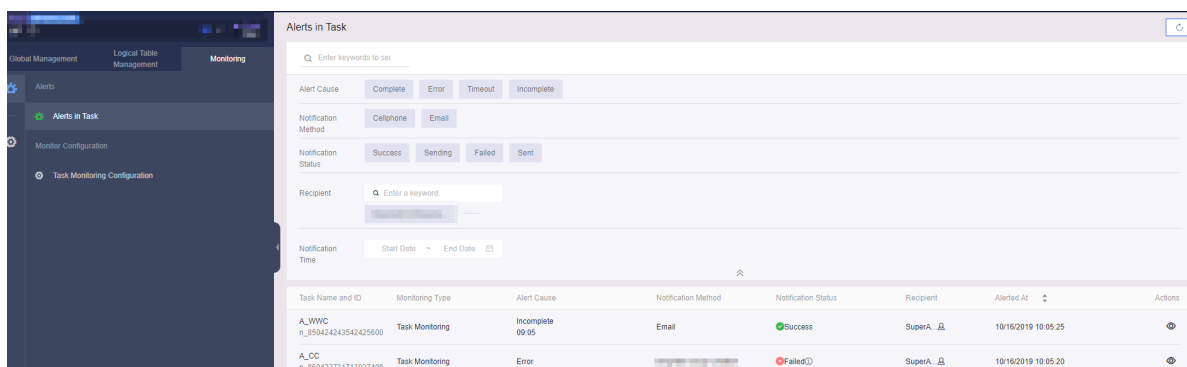 Alerts in Task
Global Management
Logical Table
Management
Monitoring
Enter keywords to sei
Alerts
Alert Cause
Complete
Error
Timeout
Incomplete
Alerts in Task
Notification
Method
Cellphone
Email
Monitor Configuration
Notification
Status
Success
Sending
Failed
Sent
Task Monitoring Configuration
Recipient
Enter a keyword.
Notification
Time
Start Date ~ End Date
Task Name and ID
Monitoring Type
Alert Cause
Notification Method
Notification Status
Recipient
Alerted At
Actions
A_WWC
n_850424243542425600
Task Monitoring
Incomplete
09:05
Email
Success
SuperA...
10/16/2019 10:05:25
A_CC
Task Monitoring
Error
Failed
SuperA...
10/16/2019 10:05:20